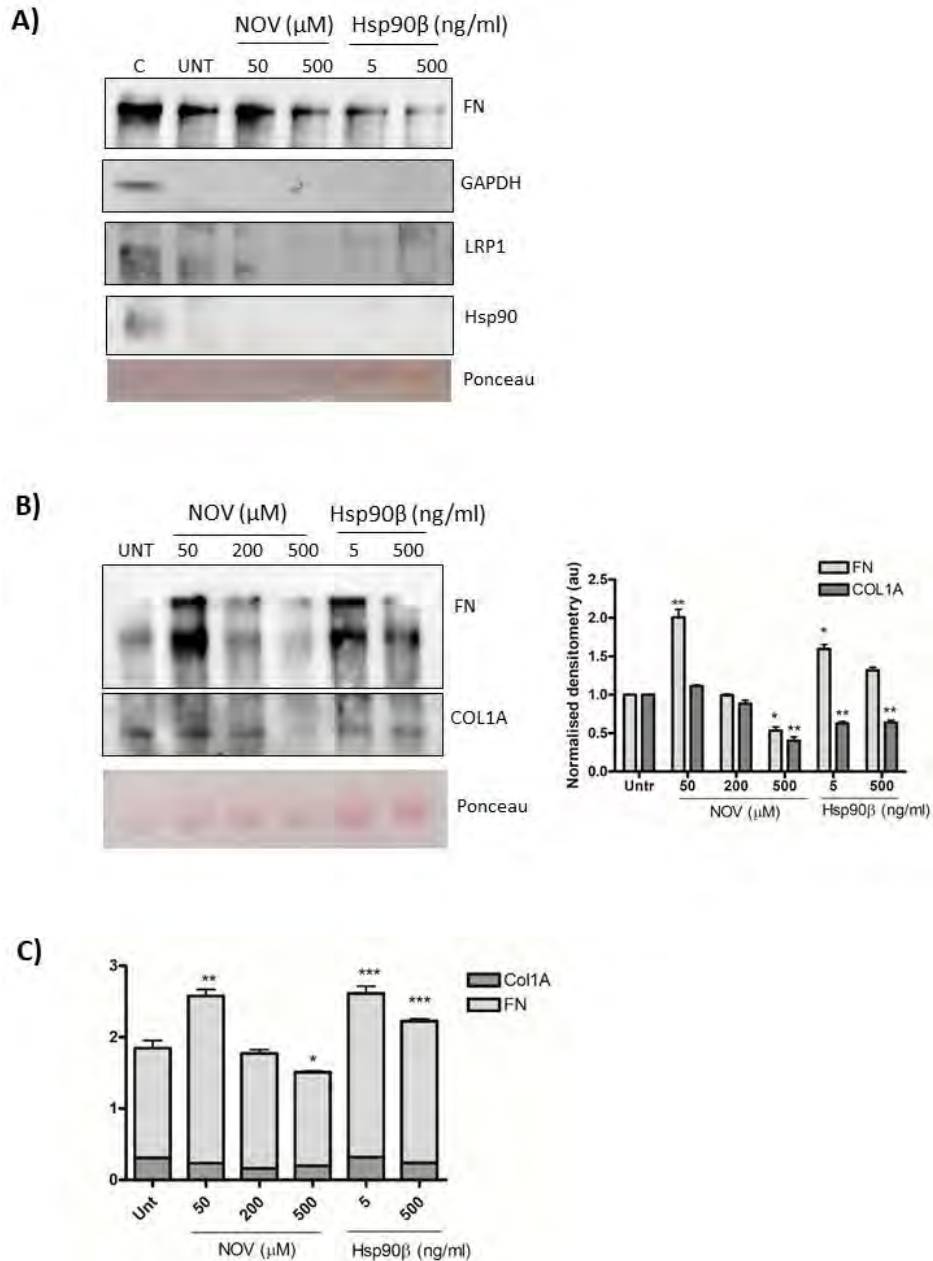 A)
NOV (μM) Hsp90β (ng/ml)
C UNT 50 500 5 500
FN
GAPDH
LRP1
Hsp90
Ponceau
B)
NOV (μM) Hsp90β (ng/ml)
UNT 50 200 500 5 500
FN
COL1A
Ponceau
FN
COL1A
Normalised densitometry (au)
2.5
2.0
1.5
1.0
0.5
0.0
** * ** * ** **
Untr 50 200 500 5 500
NOV (μM) Hsp90β (ng/ml)
C)
Col1A
FN
3
2
1
0
** * *** ***
Unt 50 200 500 5 500
NOV (μM) Hsp90β (ng/ml)